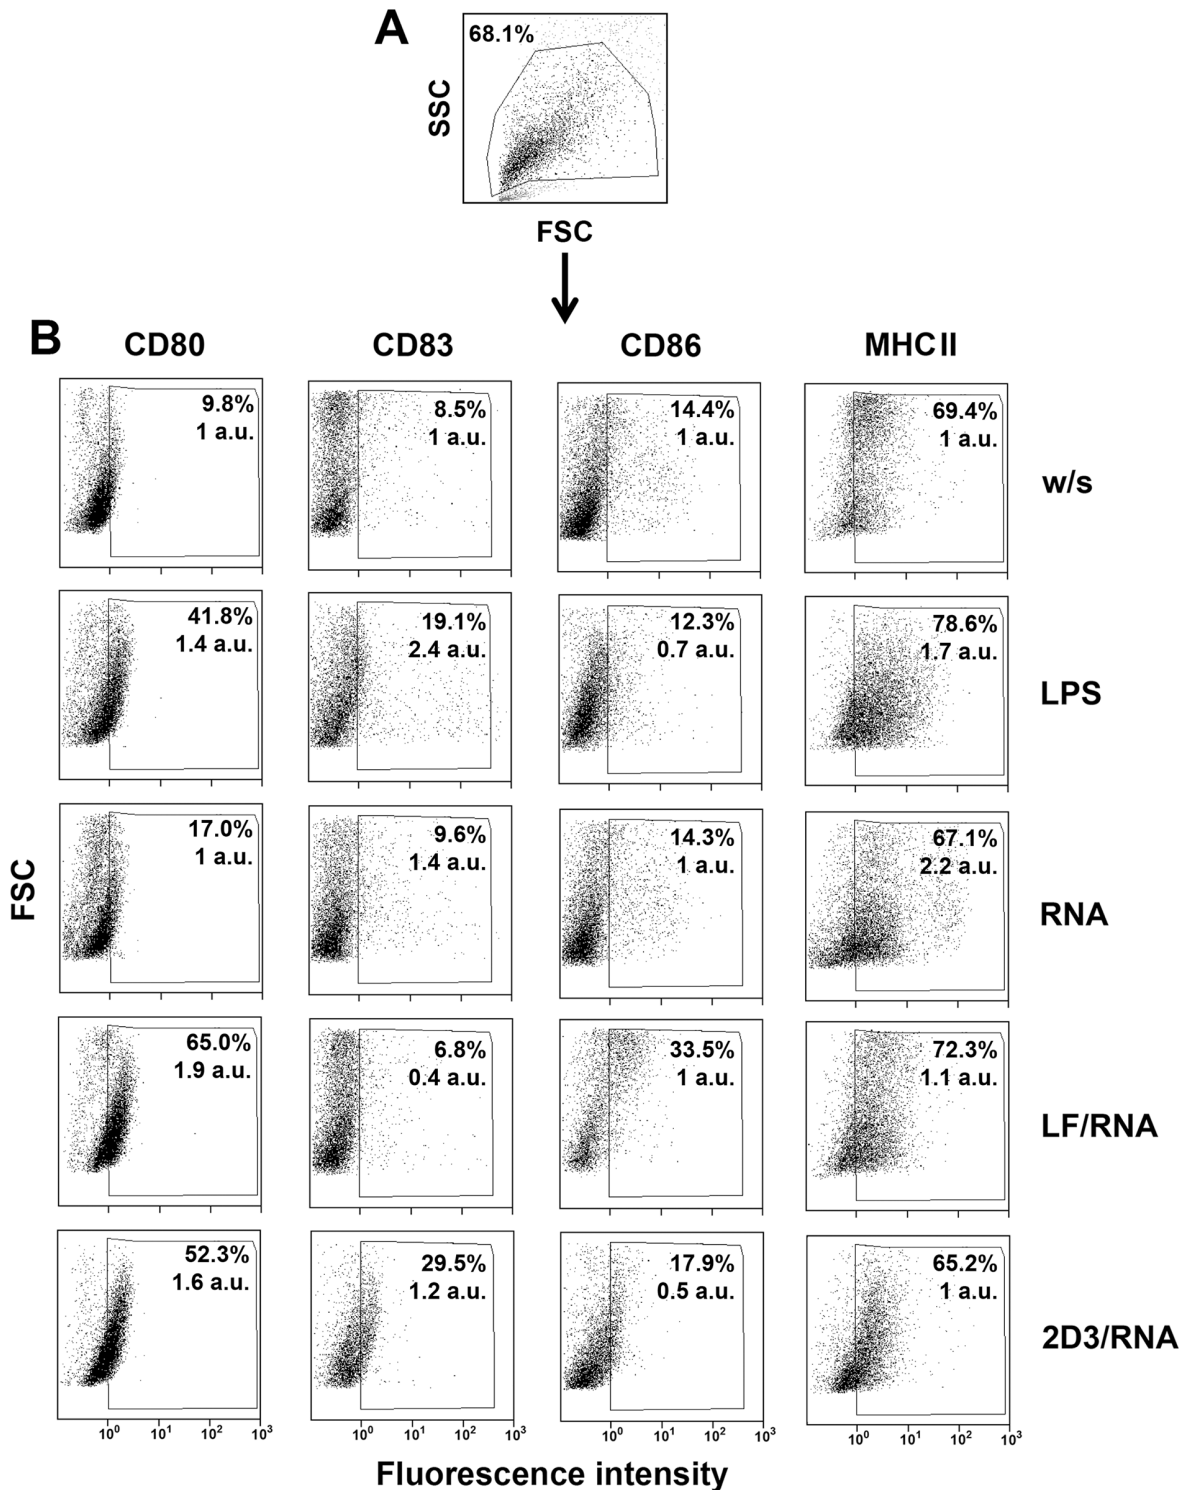 A
68.1%
SSC
FSC
B
CD80
CD83
CD86
MHC II
9.8%
1 a.u.
8.5%
1 a.u.
14.4%
1 a.u.
69.4%
1 a.u.
w/s
41.8%
1.4 a.u.
19.1%
2.4 a.u.
12.3%
0.7 a.u.
78.6%
1.7 a.u.
LPS
17.0%
1 a.u.
9.6%
1.4 a.u.
14.3%
1 a.u.
67.1%
2.2 a.u.
RNA
FSC
65.0%
1.9 a.u.
6.8%
0.4 a.u.
33.5%
1 a.u.
72.3%
1.1 a.u.
LF/RNA
52.3%
1.6 a.u.
29.5%
1.2 a.u.
17.9%
0.5 a.u.
65.2%
1 a.u.
2D3/RNA
10⁰ 10¹ 10² 10³
10⁰ 10¹ 10² 10³
10⁰ 10¹ 10² 10³
10⁰ 10¹ 10² 10³
Fluorescence intensity